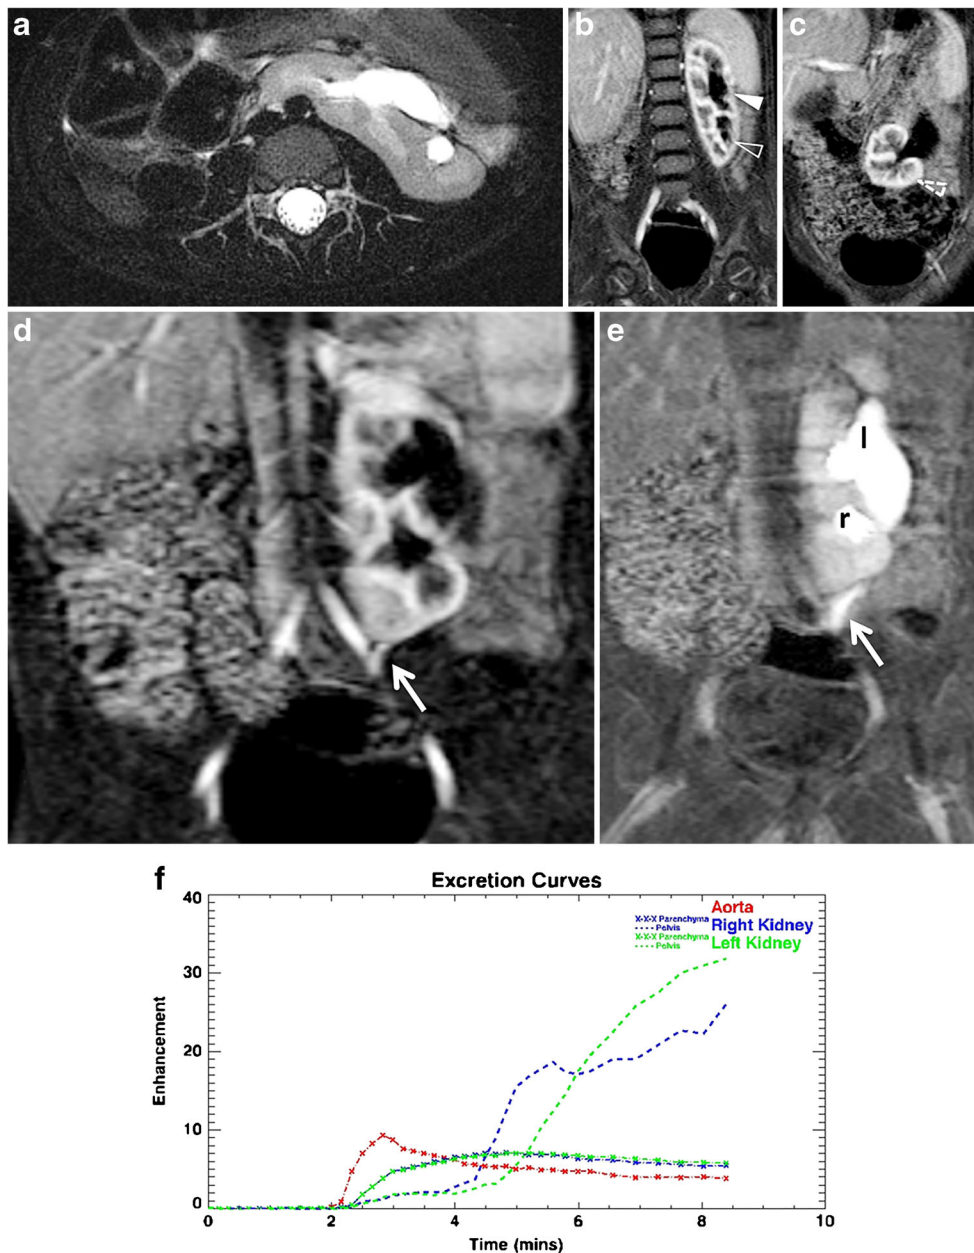 a
b
c
d
e
l
r
f
Excretion Curves
Aorta
x-x-x Parenchyma
- - - - Pelvis
Right Kidney
x-x-x Parenchyma
- - - - Pelvis
Left Kidney
40
30
20
10
0
Enhancement
0 2 4 6 8 10
Time (mins)